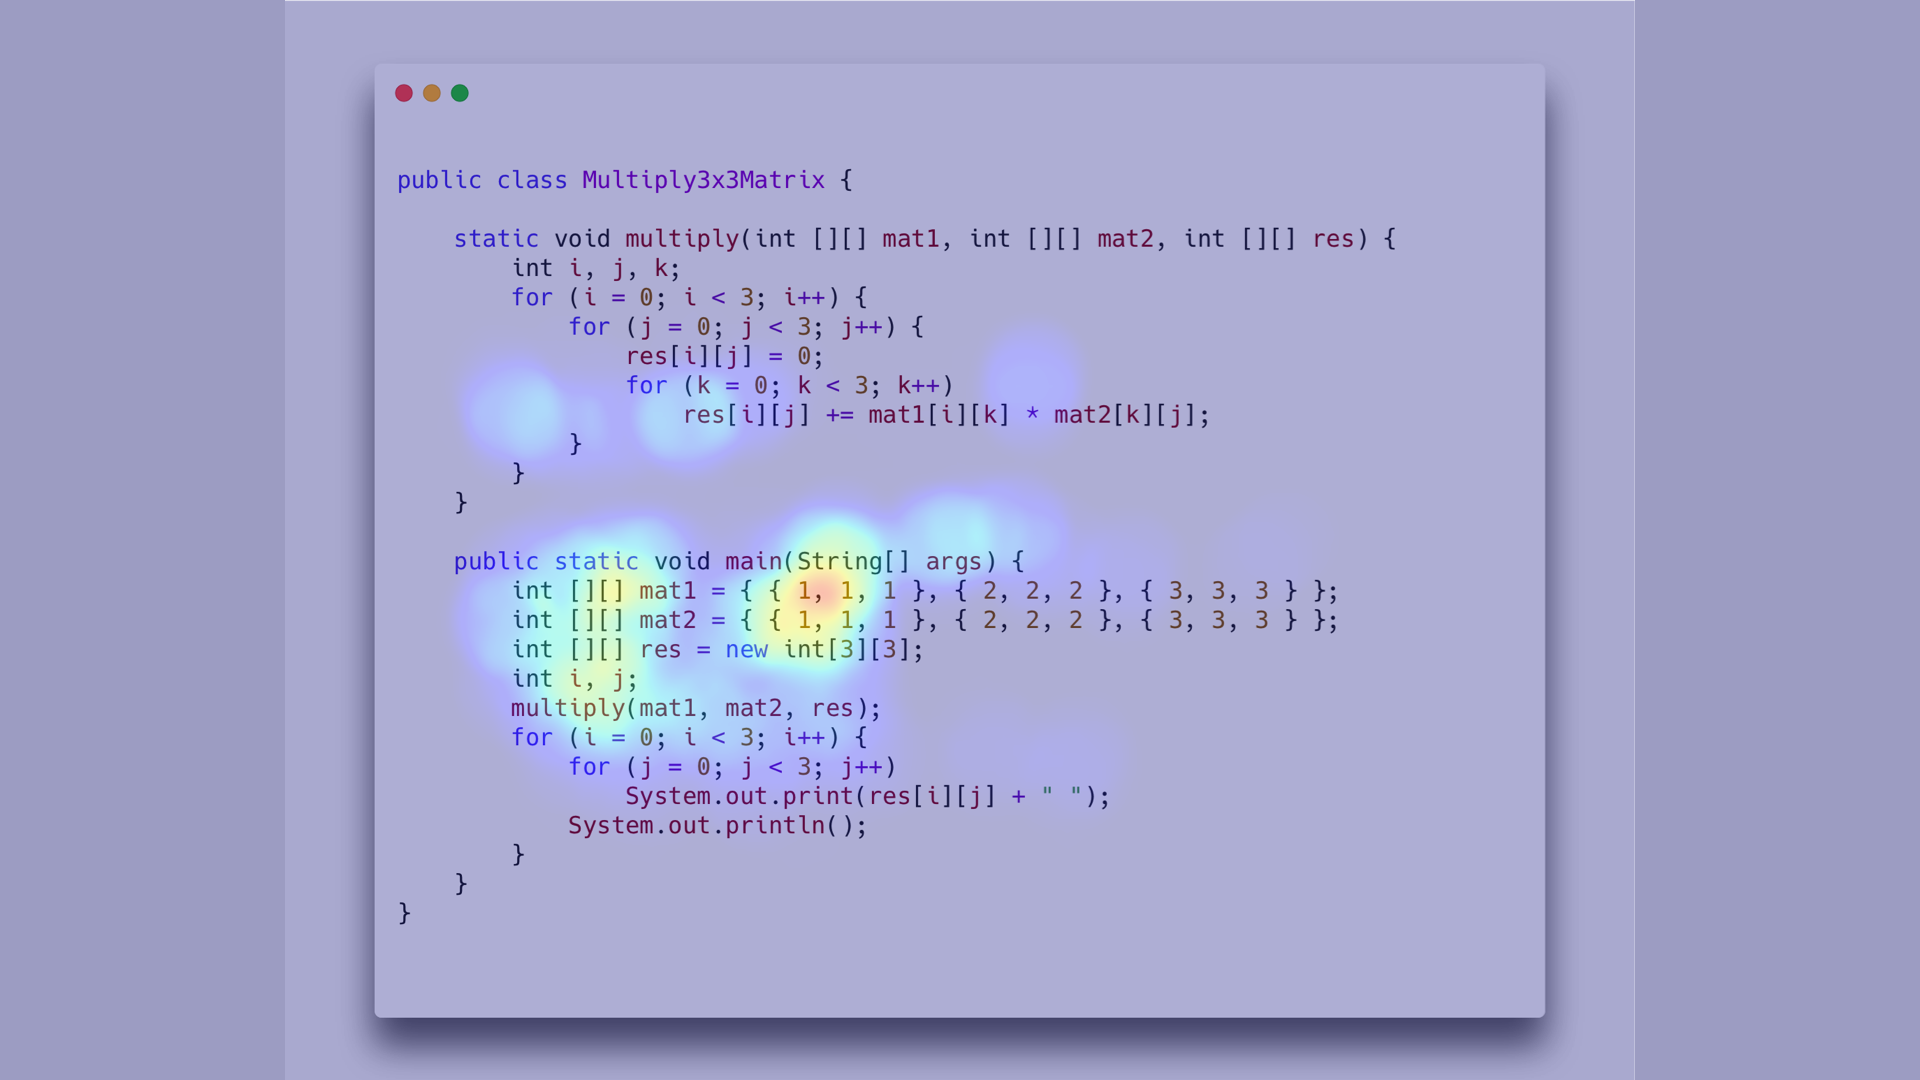 public class Multiply3x3Matrix {
static void multiply(int [][] mat1, int [][] mat2, int [][] res) {
int i, j, k;
for (i = 0; i < 3; i++) {
for (j = 0; j < 3; j++) {
res[i][j] = 0;
for (k = 0; k < 3; k++)
res[i][j] += mat1[i][k] * mat2[k][j];
}
}
}
public static void main(String[] args) {
int [][] mat1 = { { 1, 1, 1 }, { 2, 2, 2 }, { 3, 3, 3 } };
int [][] mat2 = { { 1, 1, 1 }, { 2, 2, 2 }, { 3, 3, 3 } };
int [][] res = new int[3][3];
int i, j;
multiply(mat1, mat2, res);
for (i = 0; i < 3; i++) {
for (j = 0; j < 3; j++)
System.out.print(res[i][j] + " ");
System.out.println();
}
}
}